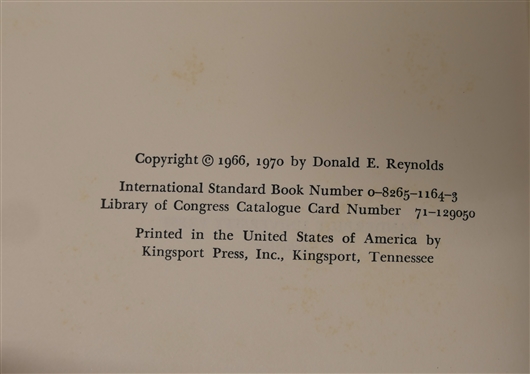 Copyright © 1966, 1970 by Donald E. Reynolds
International Standard Book Number 0–8265–1164–3
Library of Congress Catalogue Card Number 71–129050
Printed in the United States of America by
Kingsport Press, Inc., Kingsport, Tennessee